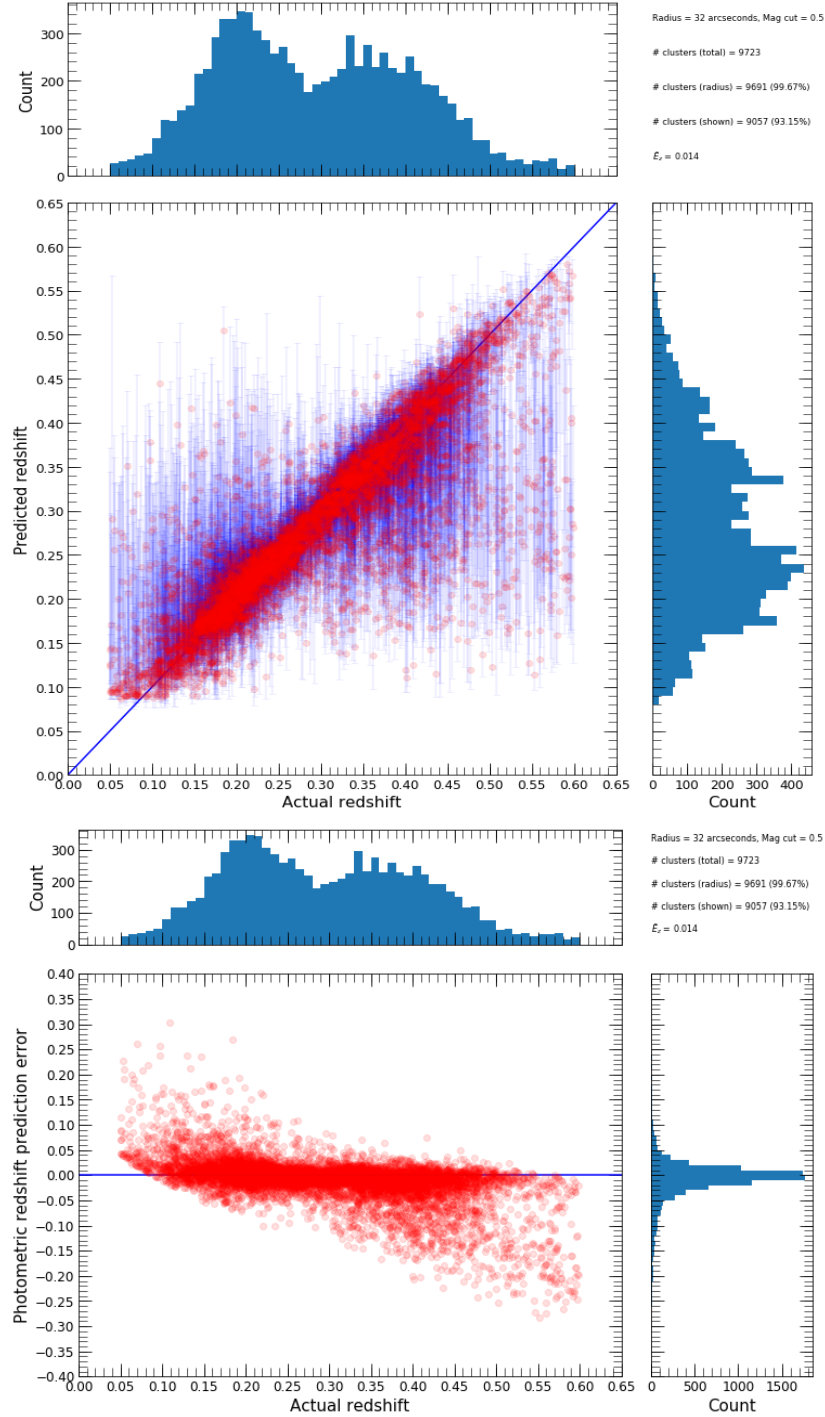 Radius = 32 arcseconds, Mag cut = 0.5
# clusters (total) = 9723
# clusters (radius) = 9691 (99.67%)
# clusters (shown) = 9057 (93.15%)
Ẽz = 0.014
Count
300
200
100
0
Predicted redshift
0.65
0.60
0.55
0.50
0.45
0.40
0.35
0.30
0.25
0.20
0.15
0.10
0.05
0.00
0.00 0.05 0.10 0.15 0.20 0.25 0.30 0.35 0.40 0.45 0.50 0.55 0.60 0.65
Actual redshift
0 100 200 300 400
Count
Radius = 32 arcseconds, Mag cut = 0.5
# clusters (total) = 9723
# clusters (radius) = 9691 (99.67%)
# clusters (shown) = 9057 (93.15%)
Ẽz = 0.014
Count
300
200
100
0
Photometric redshift prediction error
0.40
0.35
0.30
0.25
0.20
0.15
0.10
0.05
0.00
−0.05
−0.10
−0.15
−0.20
−0.25
−0.30
−0.35
−0.40
0.00 0.05 0.10 0.15 0.20 0.25 0.30 0.35 0.40 0.45 0.50 0.55 0.60 0.65
Actual redshift
0 500 1000 1500
Count